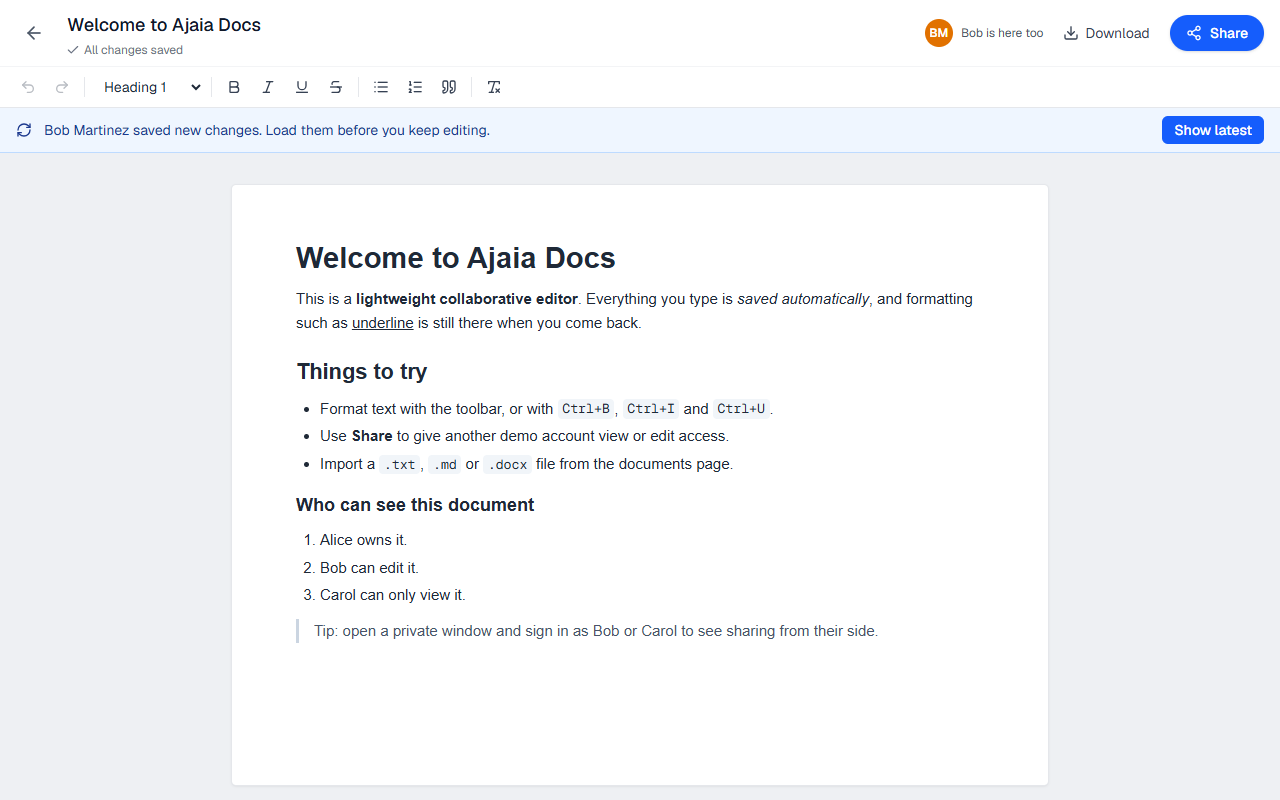 Welcome to Ajaia Docs
All changes saved
BM
Bob is here too
Download
Share
Heading 1
Bob Martinez saved new changes. Load them before you keep editing.
Show latest
Welcome to Ajaia Docs
This is a lightweight collaborative editor. Everything you type is saved automatically, and formatting
such as underline is still there when you come back.
Things to try
• Format text with the toolbar, or with Ctrl+B, Ctrl+I and Ctrl+U.
• Use Share to give another demo account view or edit access.
• Import a .txt, .md or .docx file from the documents page.
Who can see this document
1. Alice owns it.
2. Bob can edit it.
3. Carol can only view it.
Tip: open a private window and sign in as Bob or Carol to see sharing from their side.